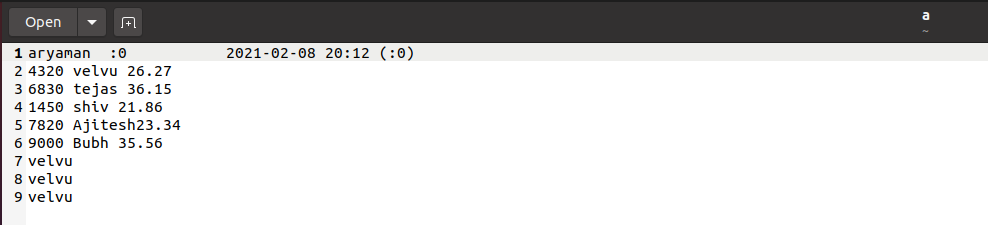 Open
a
~
1 aryaman  :0           2021-02-08 20:12 (:0)
2 4320 velvu 26.27
3 6830 tejas 36.15
4 1450 shiv 21.86
5 7820 Ajitesh23.34
6 9000 Bubh 35.56
7 velvu
8 velvu
9 velvu